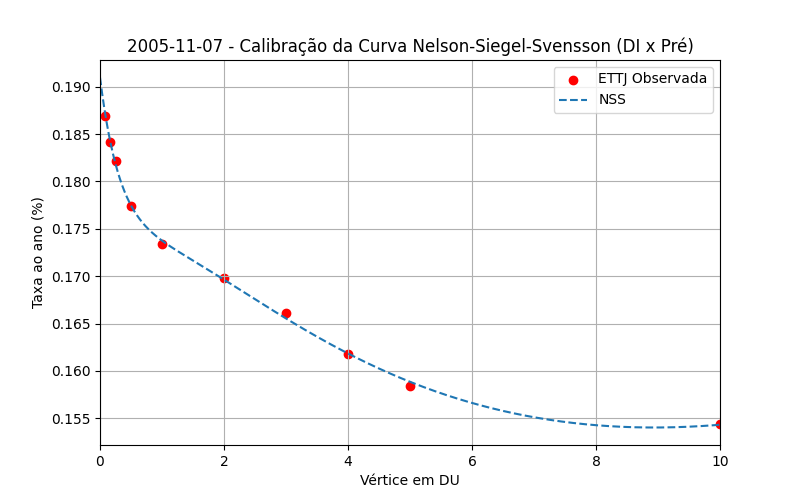 2005-11-07 - Calibração da Curva Nelson-Siegel-Svensson (DI x Pré)
ETTJ Observada
NSS
Taxa ao ano (%)
0.190
0.185
0.180
0.175
0.170
0.165
0.160
0.155
0 2 4 6 8 10
Vértice em DU